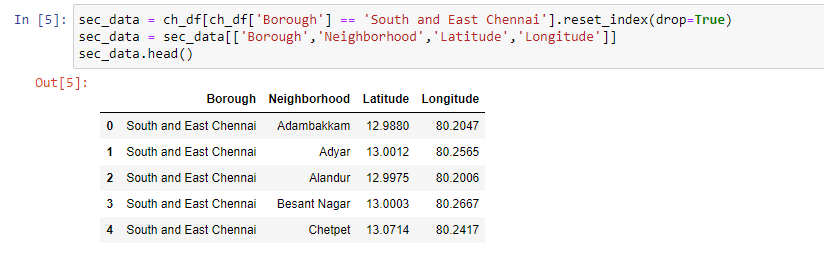 In [5]: sec_data = ch_df[ch_df['Borough'] == 'South and East Chennai'].reset_index(drop=True)
sec_data = sec_data[['Borough','Neighborhood','Latitude','Longitude']]
sec_data.head()
Out[5]:
Borough Neighborhood Latitude Longitude
0 South and East Chennai Adambakkam 12.9880 80.2047
1 South and East Chennai Adyar 13.0012 80.2565
2 South and East Chennai Alandur 12.9975 80.2006
3 South and East Chennai Besant Nagar 13.0003 80.2667
4 South and East Chennai Chetpet 13.0714 80.2417